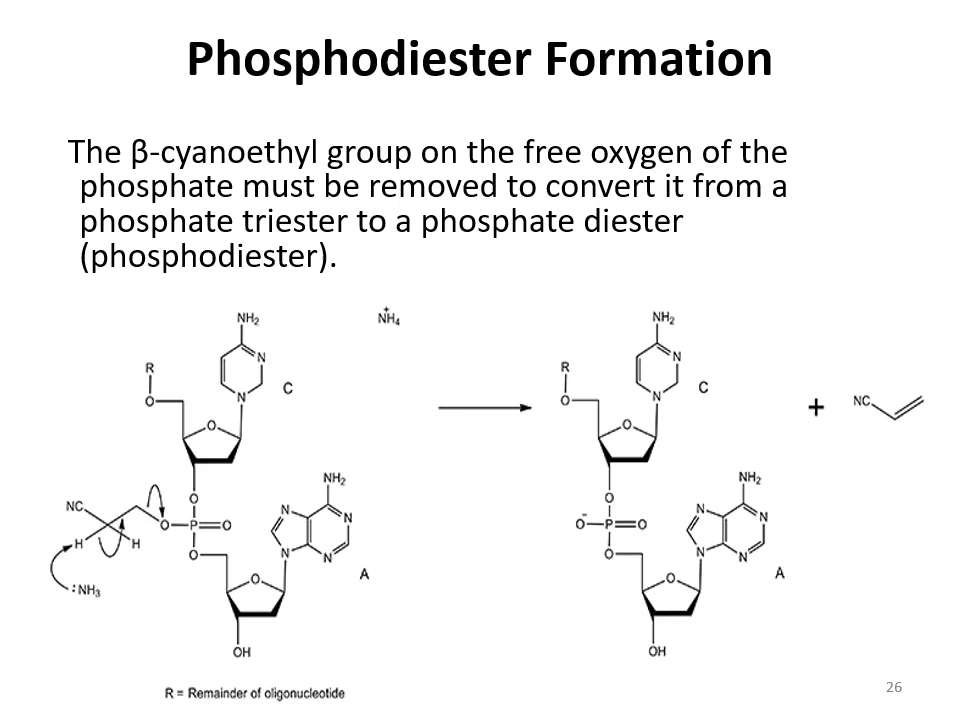 Phosphodiester Formation
The β-cyanoethyl group on the free oxygen of the
phosphate must be removed to convert it from a
phosphate triester to a phosphate diester
(phosphodiester).
NH₂
N
N
C
R
O
O
O
NC
H
H
O
P
O
O
:NH₃
NH₂
N
N
N
N
A
O
OH
N⁺H₄
NH₂
N
N
C
R
O
O
O
O⁻
P
O
O
NH₂
N
N
N
N
A
O
OH
+
NC
R = Remainder of oligonucleotide
26